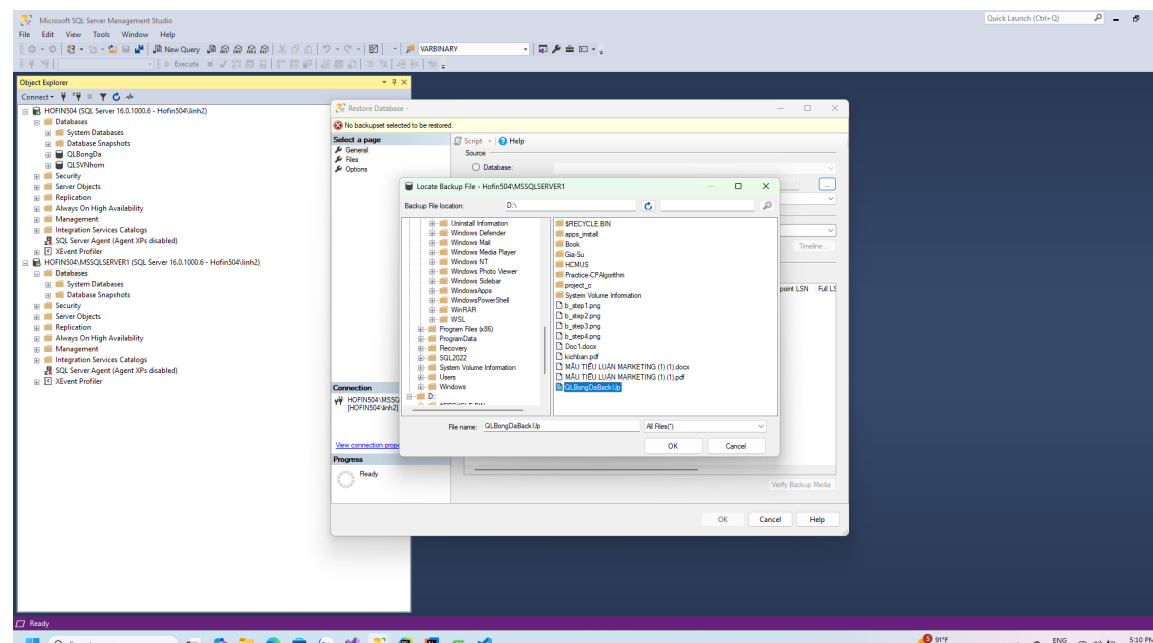 Microsoft SQL Server Management Studio
Quick Launch (Ctrl+Q)
File Edit View Tools Window Help
New Query
VARBINARY
Execute
Object Explorer
Connect
HOFIN504 (SQL Server 16.0.1000.6 - Hofin504\linh2)
Databases
System Databases
Database Snapshots
QLBongDa
QLSVNhom
Security
Server Objects
Replication
Always On High Availability
Management
Integration Services Catalogs
SQL Server Agent (Agent XPs disabled)
XEvent Profiler
HOFIN504\MSSQLSERVER1 (SQL Server 16.0.1000.6 - Hofin504\linh2)
Databases
System Databases
Database Snapshots
Security
Server Objects
Replication
Always On High Availability
Management
Integration Services Catalogs
SQL Server Agent (Agent XPs disabled)
XEvent Profiler
Restore Database -
No backupset selected to be restored.
Select a page
General
Files
Options
Script Help
Source
Database:
...
Timeline...
point LSN Full LS
Connection
HOFIN504\MSSQ
[HOFIN504\linh2]
View connection prope
Progress
Ready
Verify Backup Media
OK Cancel Help
Locate Backup File - Hofin504\MSSQLSERVER1
Backup File location: D:\
Uninstall Information
Windows Defender
Windows Mail
Windows Media Player
Windows NT
Windows Photo Viewer
Windows Sidebar
WindowsApps
WindowsPowerShell
WinRAR
WSL
Program Files (x86)
ProgramData
Recovery
SQL2022
System Volume Information
Users
Windows
D:
$RECYCLE.BIN
apps_install
Book
Gia-Su
HCMUS
Practice-CPAlgorithm
project_c
System Volume Information
b_step1.png
b_step2.png
b_step3.png
b_step4.png
Doc1.docx
kichban.pdf
MẪU TIỂU LUẬN MARKETING (1) (1).docx
MẪU TIỂU LUẬN MARKETING (1) (1).pdf
QLBongDaBackUp
File name: QLBongDaBackUp All Files(*)
OK Cancel
Ready
5
91°F
ENG
5:10 PM